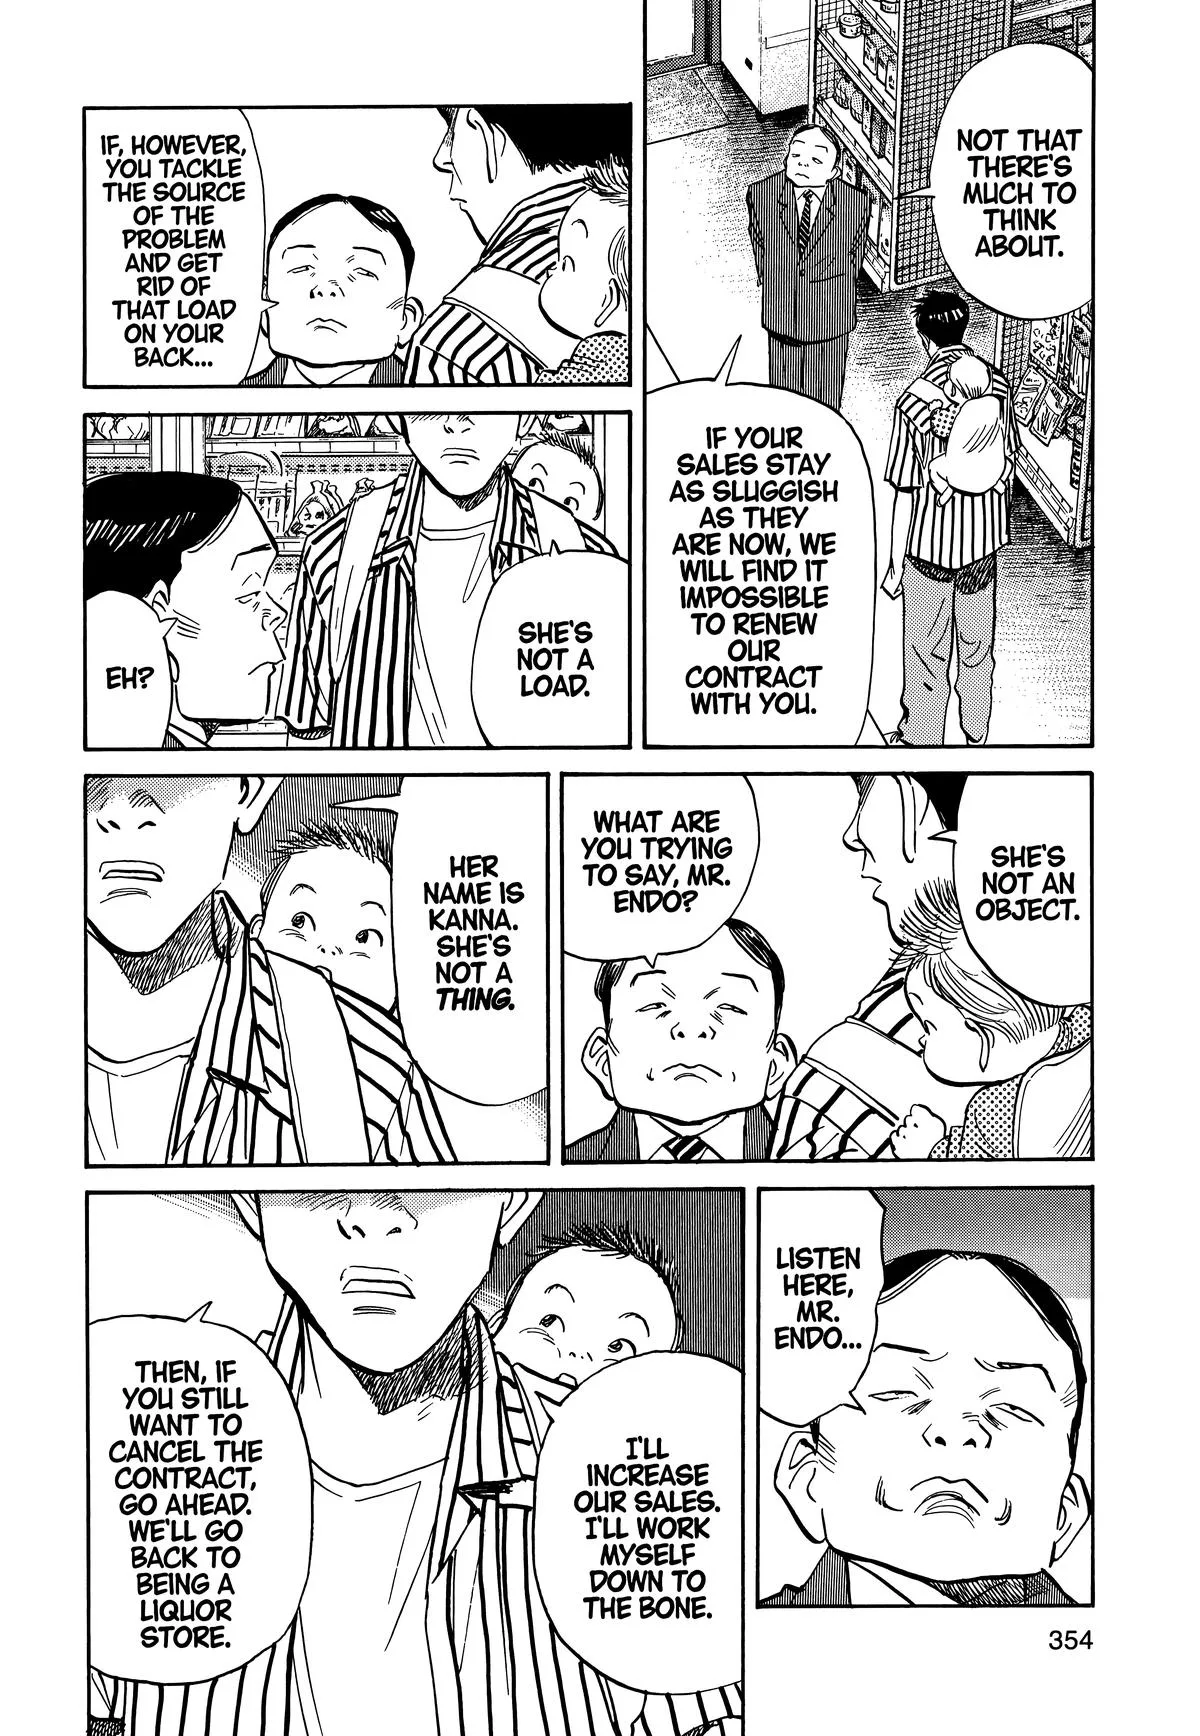 NOT THAT
THERE'S
MUCH TO
THINK
ABOUT.
IF YOUR
SALES STAY
AS SLUGGISH
AS THEY
ARE NOW, WE
WILL FIND IT
IMPOSSIBLE
TO RENEW
OUR
CONTRACT
WITH YOU.
IF, HOWEVER,
YOU TACKLE
THE SOURCE
OF THE
PROBLEM
AND GET
RID OF
THAT LOAD
ON YOUR
BACK...
SHE'S
NOT A
LOAD.
EH?
SHE'S
NOT AN
OBJECT.
WHAT ARE
YOU TRYING
TO SAY, MR.
ENDO?
HER
NAME IS
KANNA.
SHE'S
NOT A
THING.
LISTEN
HERE,
MR.
ENDO...
I'LL
INCREASE
OUR SALES.
I'LL WORK
MYSELF
DOWN TO
THE BONE.
THEN, IF
YOU STILL
WANT TO
CANCEL THE
CONTRACT,
GO AHEAD.
WE'LL GO
BACK TO
BEING A
LIQUOR
STORE.
354